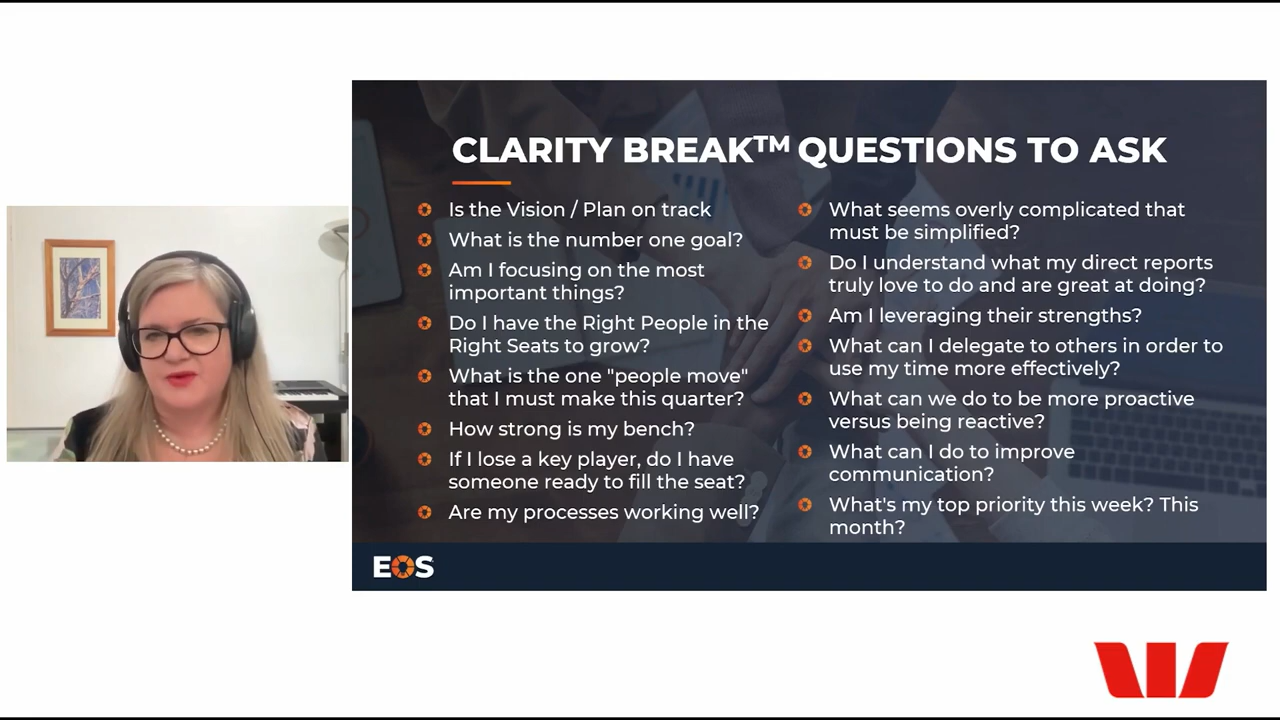 CLARITY BREAK™ QUESTIONS TO ASK
Is the Vision / Plan on track
What is the number one goal?
Am I focusing on the most
important things?
Do I have the Right People in the
Right Seats to grow?
What is the one "people move"
that I must make this quarter?
How strong is my bench?
If I lose a key player, do I have
someone ready to fill the seat?
Are my processes working well?
What seems overly complicated that
must be simplified?
Do I understand what my direct reports
truly love to do and are great at doing?
Am I leveraging their strengths?
What can I delegate to others in order to
use my time more effectively?
What can we do to be more proactive
versus being reactive?
What can I do to improve
communication?
What's my top priority this week? This
month?
EOS